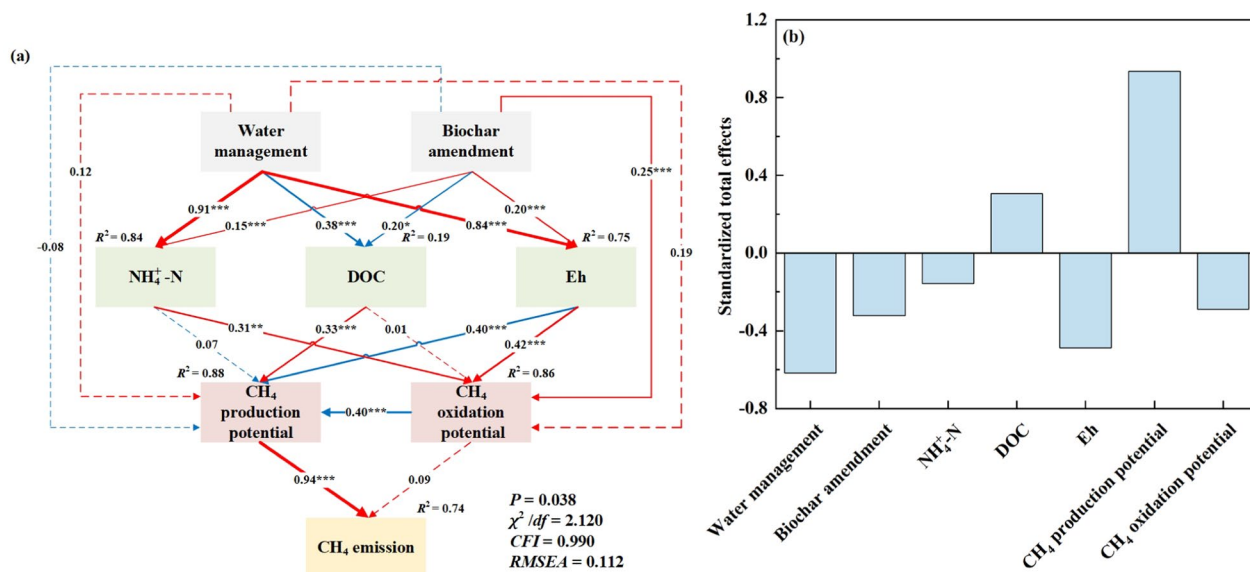 (a)
Water
management
Biochar
amendment
0.12
-0.08
0.25***
0.19
0.91***
0.15***
0.38***
0.20*
0.84***
0.20***
R² = 0.84
R² = 0.19
R² = 0.75
NH₄⁺-N
DOC
Eh
0.31**
0.07
0.33***
0.01
0.40***
0.42***
R² = 0.88
R² = 0.86
CH₄
production
potential
0.40***
CH₄
oxidation
potential
0.94***
0.09
R² = 0.74
CH₄ emission
P = 0.038
χ² /df = 2.120
CFI = 0.990
RMSEA = 0.112
(b)
Standardized total effects
1.2
0.8
0.4
0.0
-0.4
-0.8
Water management
Biochar amendment
NH₄⁺-N
DOC
Eh
CH₄ production potential
CH₄ oxidation potential